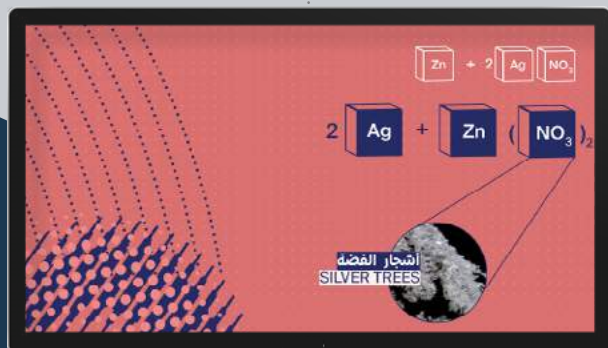 Zn + 2 Ag NO₃
2 Ag + Zn (NO₃)₂
أشجار الفضة
SILVER TREES